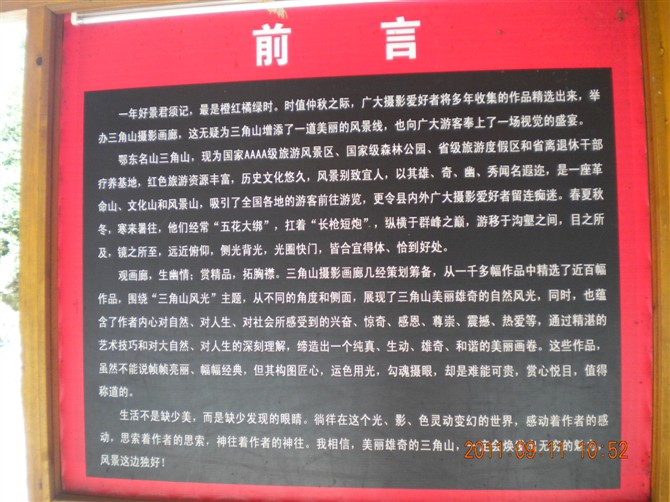 前言
一年好景君须记，最是橙红橘绿时。时值仲秋之际，广大摄影爱好者将多年收集的作品精选出来，举
办三角山摄影画廊，这无疑为三角山增添了一道美丽的风景线，也向广大游客奉上了一场视觉的盛宴。
鄂东名山三角山，现为国家AAAA级旅游风景区、国家级森林公园、省级旅游度假区和省离退休干部
疗养基地，红色旅游资源丰富，历史文化悠久，风景别致宜人，以其雄、奇、幽、秀闻名遐迩，是一座革
命山、文化山和风景山，吸引了全国各地的游客前往游览，更令县内外广大摄影爱好者留连痴迷。春夏秋
冬，寒来暑往，他们经常“五花大绑”，扛着“长枪短炮”，纵横于群峰之巅，游移于沟壑之间，目之所
及，镜之所至，远近俯仰，侧光背光，光圈快门，皆合宜得体、恰到好处。
观画廊，生幽情；赏精品，拓胸襟。三角山摄影画廊几经策划筹备，从一千多幅作品中精选了近百幅
作品，围绕“三角山风光”主题，从不同的角度和侧面，展现了三角山美丽雄奇的自然风光，同时，也蕴
含了作者内心对自然、对人生、对社会所感受到的兴奋、惊奇、感恩、尊崇、震撼、热爱等，通过精湛的
艺术技巧和对大自然、对人生的深刻理解，缔造出一个纯真、生动、雄奇、和谐的美丽画卷。这些作品，
虽然不能说帧帧亮丽、幅幅经典，但其构图匠心，运色用光，勾魂摄眼，却是难能可贵，赏心悦目，值得
称道的。
生活不是缺少美，而是缺少发现的眼睛。徜徉在这个光、影、色灵动变幻的世界，感动着作者的感
动，思索着作者的思索，神往着作者的神往。我相信，美丽雄奇的三角山，一定会焕发出无穷的魅力，
风景这边独好！
2011.09.11 10:52